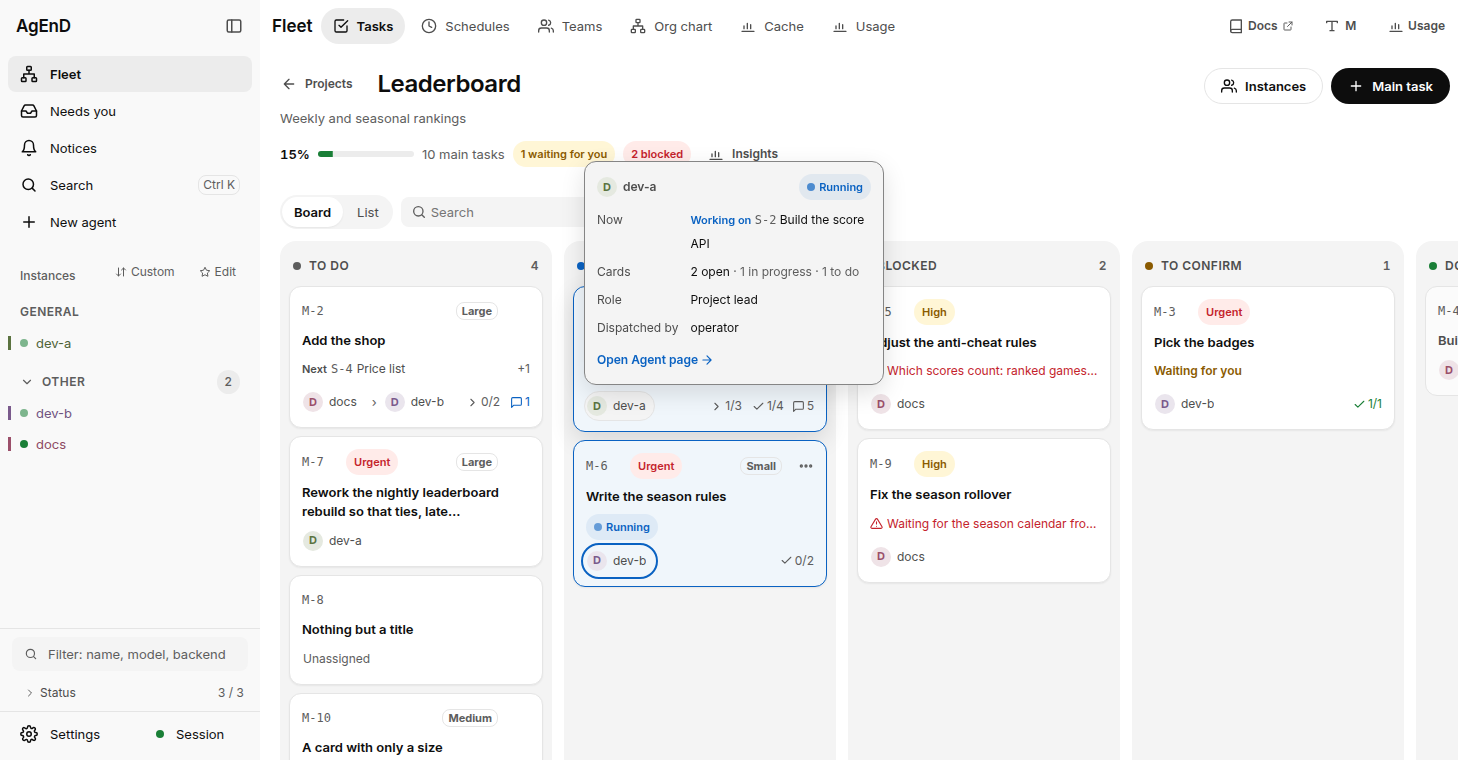 AgEnD
Fleet
Needs you
Notices
Search Ctrl K
New agent
Instances Custom Edit
GENERAL
dev-a
OTHER 2
dev-b
docs
Filter: name, model, backend
Status 3 / 3
Settings Session
Fleet Tasks Schedules Teams Org chart Cache Usage Docs M Usage
Projects Leaderboard Instances Main task
Weekly and seasonal rankings
15% 10 main tasks 1 waiting for you 2 blocked Insights
Board List Search
TO DO 4
M-2 Large
Add the shop
Next S-4 Price list +1
D docs D dev-b 0/2 1
M-7 Urgent Large
Rework the nightly leaderboard
rebuild so that ties, late…
D dev-a
M-8
Nothing but a title
Unassigned
M-10 Medium
A card with only a size
D dev-a Running
Now Working on S-2 Build the score
API
Cards 2 open · 1 in progress · 1 to do
Role Project lead
Dispatched by operator
Open Agent page
D dev-a 1/3 1/4 5
M-6 Urgent Small
Write the season rules
Running
D dev-b 0/2
LOCKED 2
5 High
djust the anti-cheat rules
Which scores count: ranked games...
D docs
M-9 High
Fix the season rollover
Waiting for the season calendar fro...
D docs
TO CONFIRM 1
M-3 Urgent
Pick the badges
Waiting for you
D dev-b 1/1
DO
M-4
Bui
D